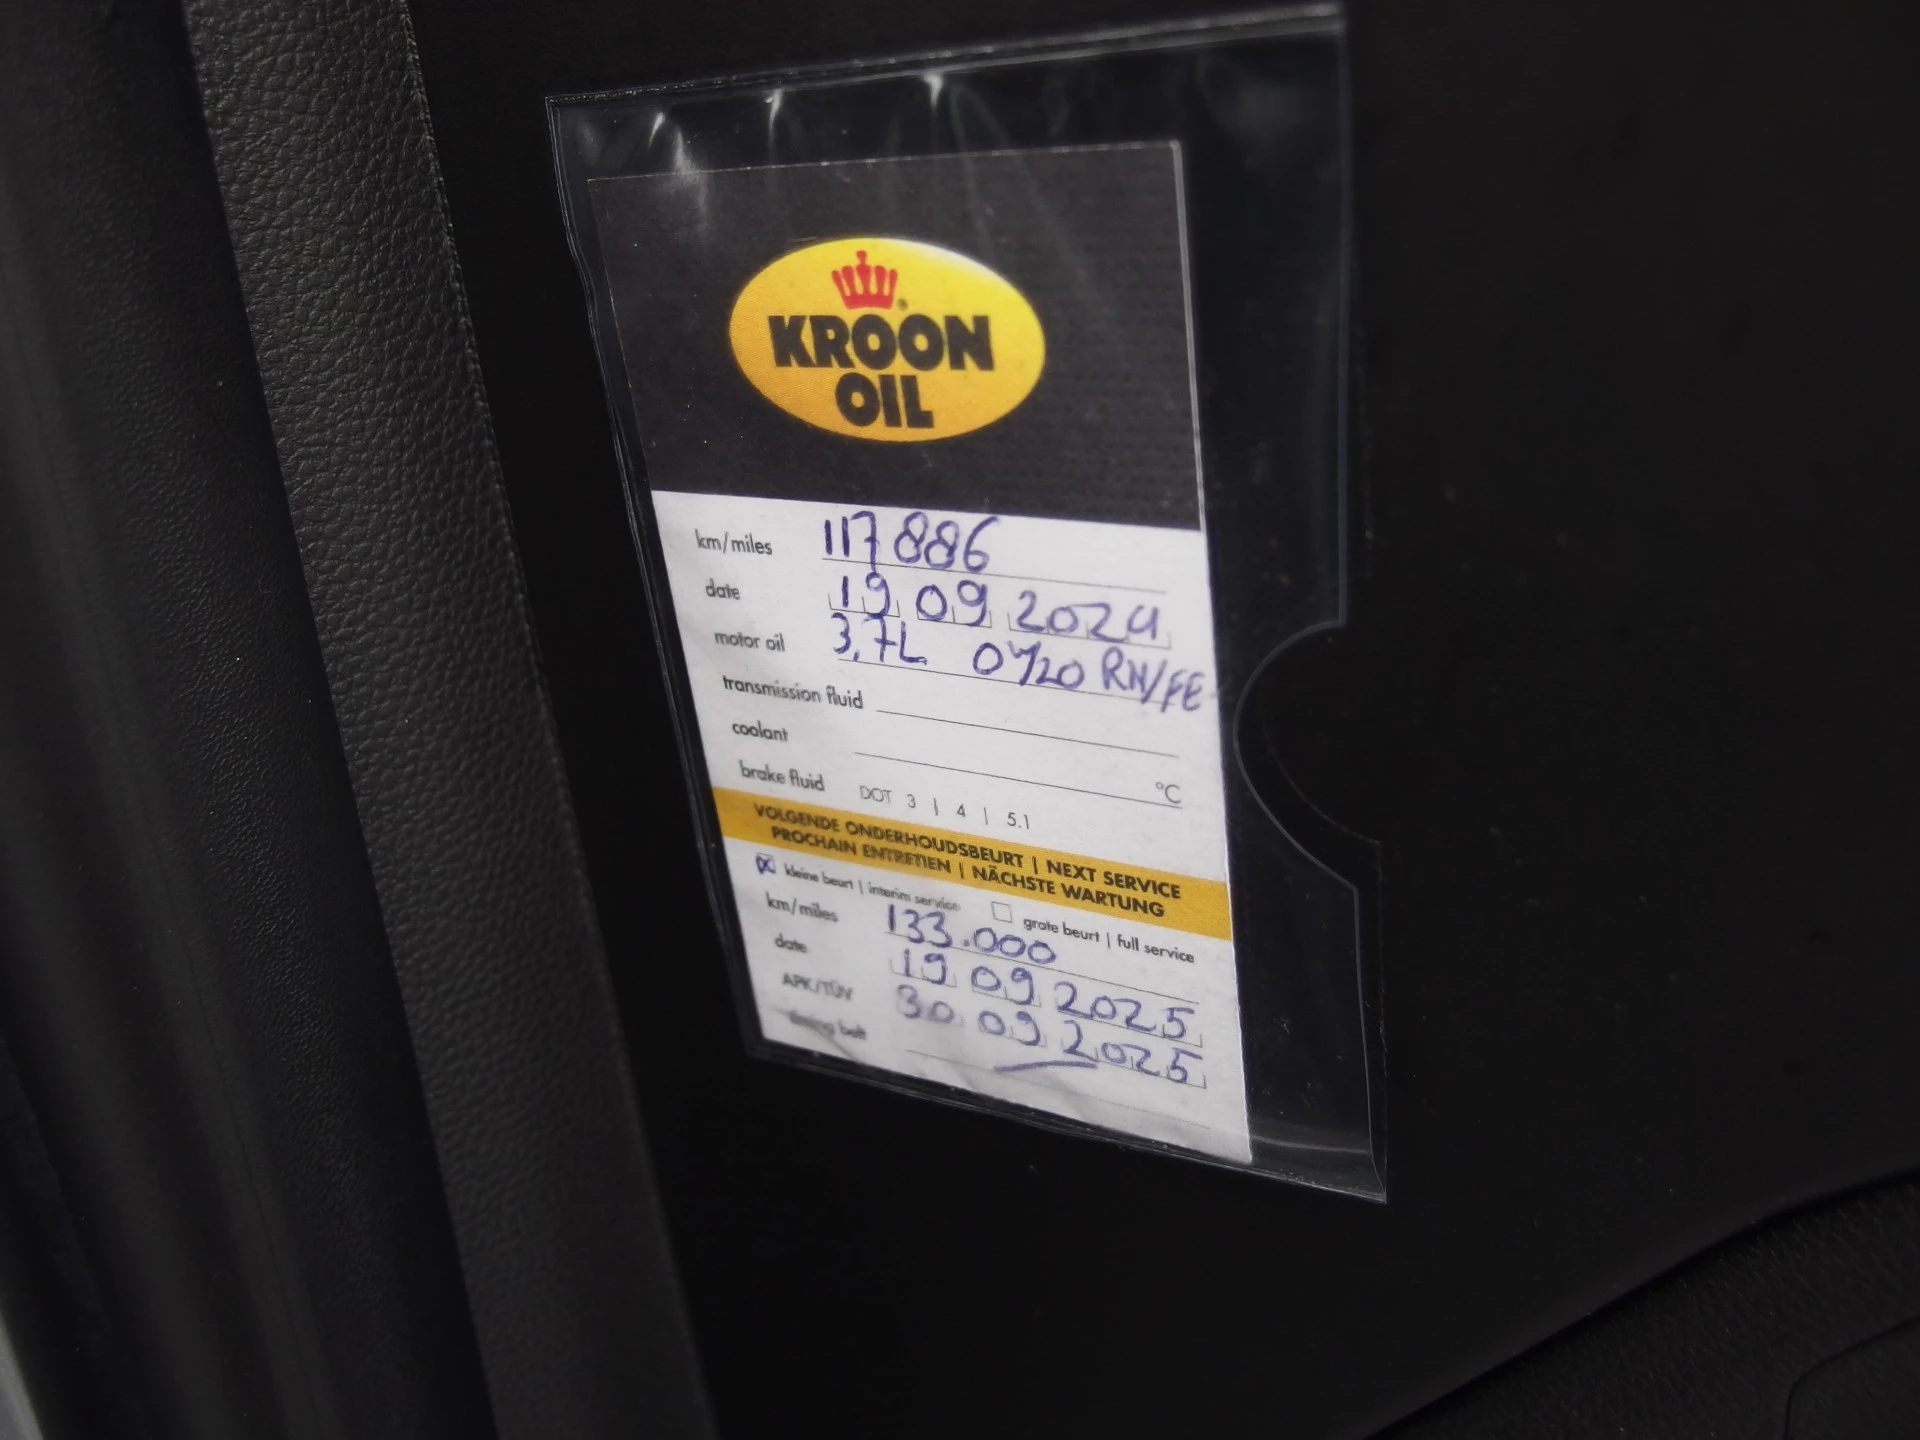 KROON
OIL
km/miles 117886
date 19 09 2024
motor oil 3,7L 0W20 RN/FE
transmission fluid
coolant °C
brake fluid DOT 3 | 4 | 5.1
VOLGENDE ONDERHOUDSBEURT | NEXT SERVICE
PROCHAIN ENTRETIEN | NÄCHSTE WARTUNG
kleine beurt | interim service grote beurt | full service
km/miles 133.000
date 19 09 2025
APK/TÜV 30 09 2025
timing belt